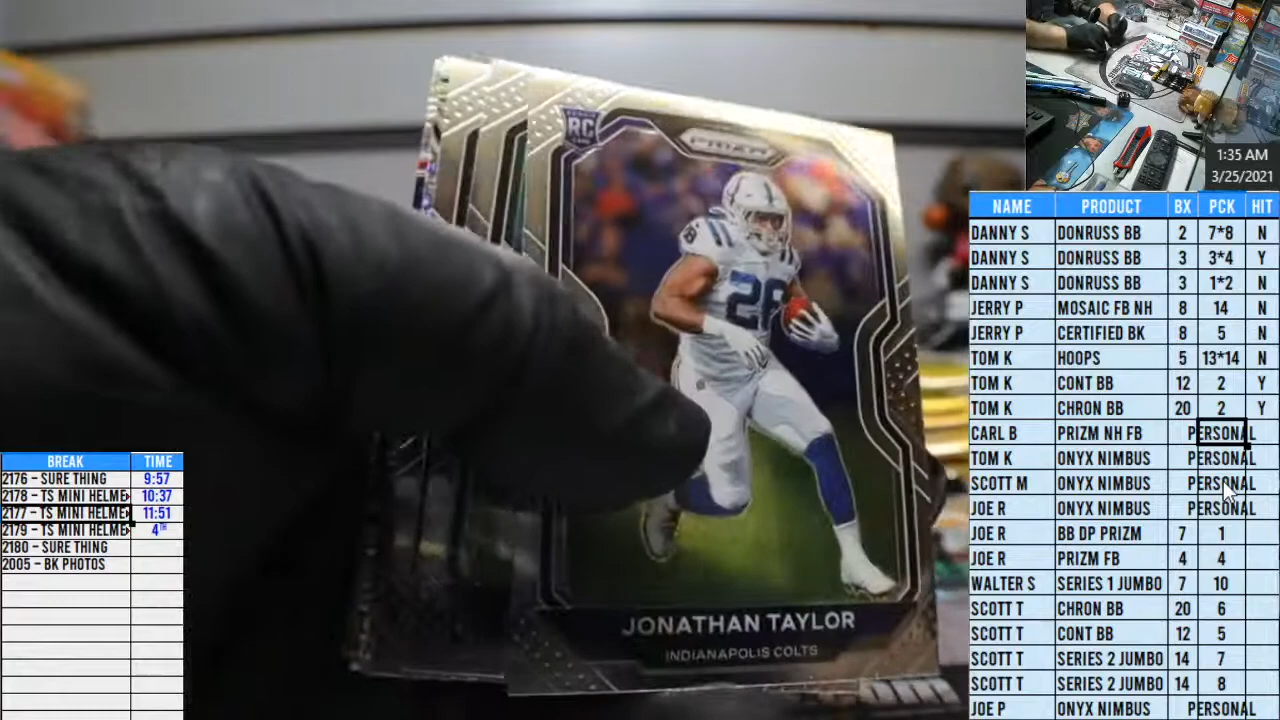 RC
PRIZM
28
JONATHAN TAYLOR
INDIANAPOLIS COLTS
1:35 AM
3/25/2021
NAME PRODUCT BX PCK HIT
DANNY S DONRUSS BB 2 7*8 N
DANNY S DONRUSS BB 3 3*4 Y
DANNY S DONRUSS BB 3 1*2 N
JERRY P MOSAIC FB NH 8 14 N
JERRY P CERTIFIED BK 8 5 N
TOM K HOOPS 5 13*14 N
TOM K CONT BB 12 2 Y
TOM K CHRON BB 20 2 Y
CARL B PRIZM NH FB PERSONAL
TOM K ONYX NIMBUS PERSONAL
SCOTT M ONYX NIMBUS PERSONAL
JOE R ONYX NIMBUS PERSONAL
JOE R BB DP PRIZM 7 1
JOE R PRIZM FB 4 4
WALTER S SERIES 1 JUMBO 7 10
SCOTT T CHRON BB 20 6
SCOTT T CONT BB 12 5
SCOTT T SERIES 2 JUMBO 14 7
SCOTT T SERIES 2 JUMBO 14 8
JOE P ONYX NIMBUS PERSONAL
BREAK TIME
2176 – SURE THING 9:57
2178 – TS MINI HELME 10:37
2177 – TS MINI HELME 11:51
2179 – TS MINI HELME 4TH
2180 – SURE THING
2005 – BK PHOTOS